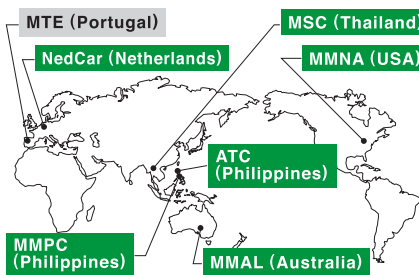 MTE (Portugal)
MSC (Thailand)
NedCar (Netherlands)
MMNA (USA)
ATC
(Philippines)
MMPC
(Philippines)
MMAL (Australia)